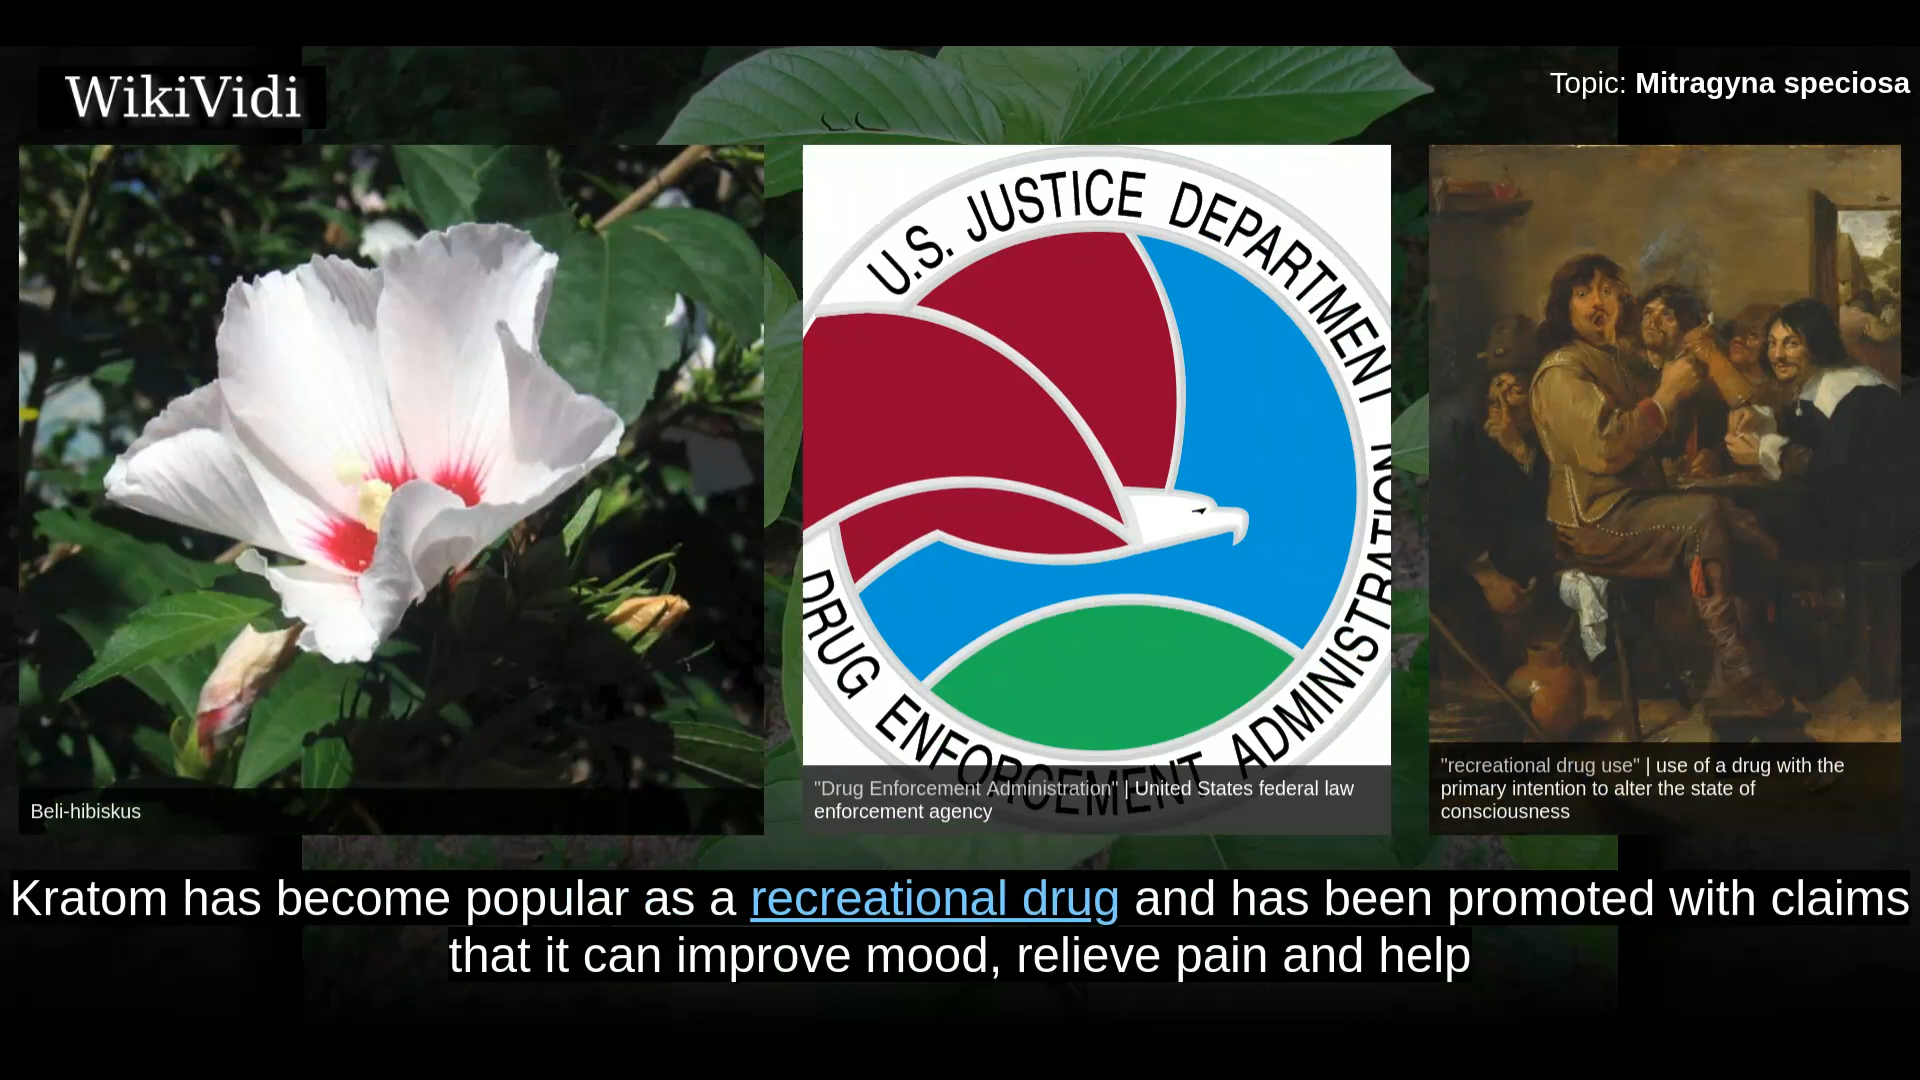 WikiVidi
Topic: Mitragyna speciosa
U.S. JUSTICE DEPARTMENT
DRUG ENFORCEMENT ADMINISTRATION
Beli-hibiskus
"Drug Enforcement Administration" | United States federal law
enforcement agency
"recreational drug use" | use of a drug with the
primary intention to alter the state of
consciousness
Kratom has become popular as a recreational drug and has been promoted with claims
that it can improve mood, relieve pain and help